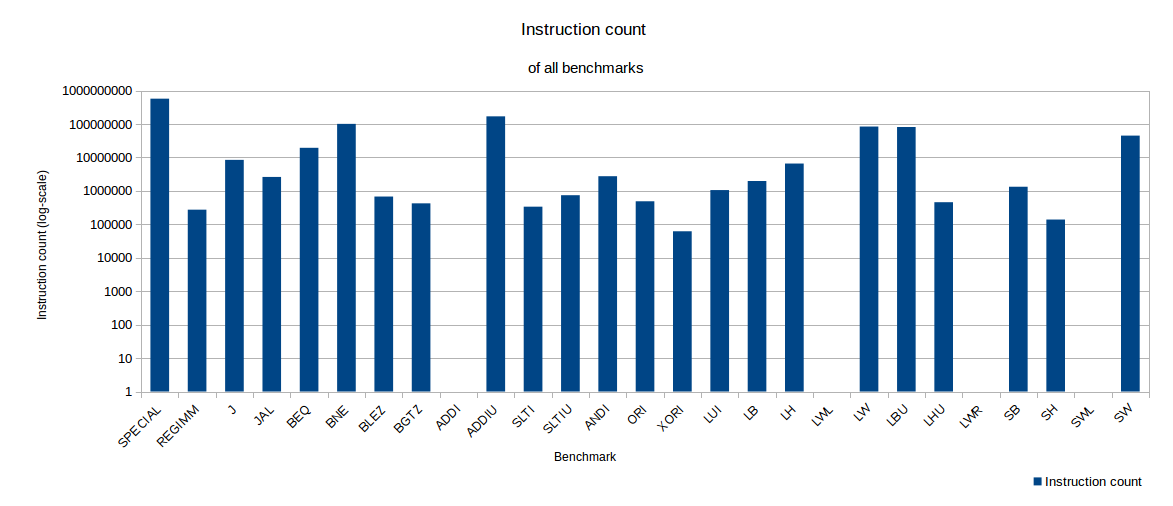 Instruction count
of all benchmarks
Instruction count (log-scale)
1000000000
100000000
10000000
1000000
100000
10000
1000
100
10
1
SPECIAL
REGIMM
J
JAL
BEQ
BNE
BLEZ
BGTZ
ADDI
ADDIU
SLTI
SLTIU
ANDI
ORI
XORI
LUI
LB
LH
LWL
LW
LBU
LHU
LWR
SB
SH
SWL
SW
Benchmark
Instruction count